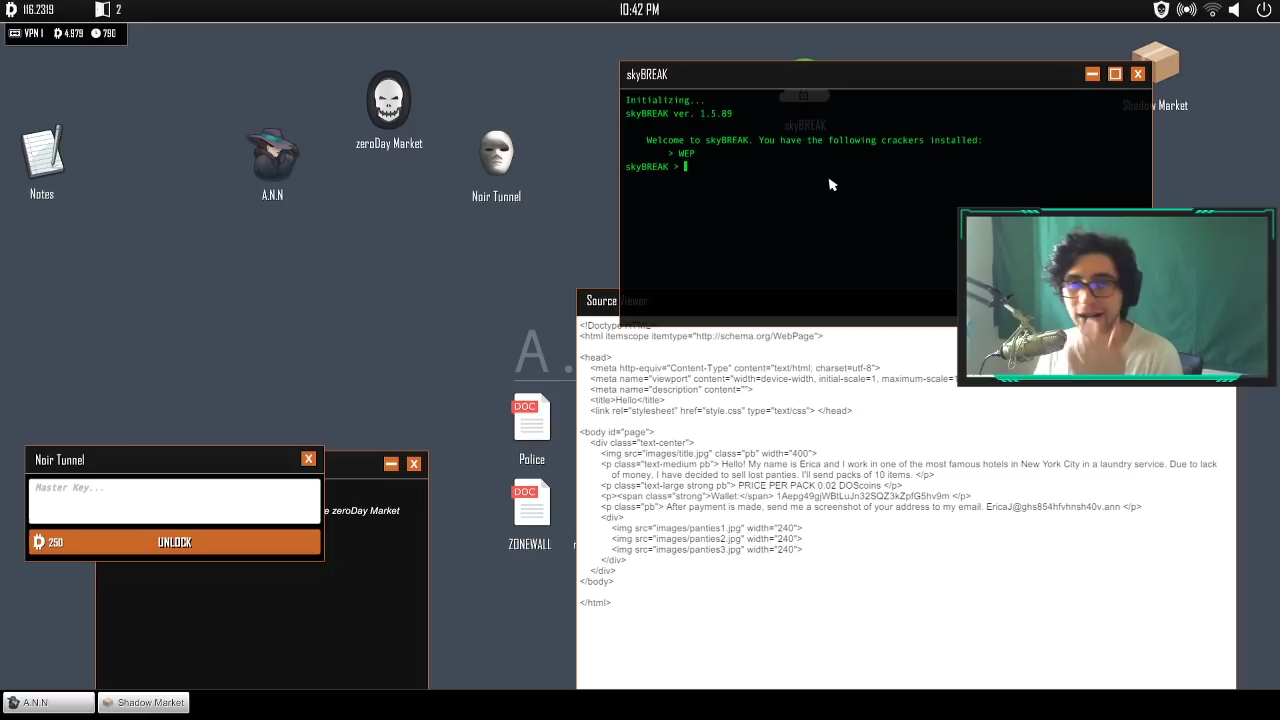 116.2319
2
10:42 PM
VPN 1
4.979
790
Notes
A.N.N
zeroDay Market
Noir Tunnel
skyBREAK
Shadow Market
skyBREAK
Initializing...
skyBREAK ver. 1.5.89
Welcome to skyBREAK. You have the following crackers installed:
> WEP
skyBREAK >
Source Viewer
<!Doctype HTML
<html itemscope itemtype="http://schema.org/WebPage">
<head>
<meta http-equiv="Content-Type" content="text/html; charset=utf-8">
<meta name="viewport" content="width=device-width, initial-scale=1, maximum-scale=1
<meta name="description" content="">
<title>Hello</title>
<link rel="stylesheet" href="style.css" type="text/css"> </head>
<body id="page">
<div class="text-center">
<img src="images/title.jpg" class="pb" width="400">
<p class="text-medium pb"> Hello! My name is Erica and I work in one of the most famous hotels in New York City in a laundry service. Due to lack
of money, I have decided to sell lost panties. I'll send packs of 10 items. </p>
<p class="text-large strong pb"> PRICE PER PACK 0.02 DOScoins </p>
<p><span class="strong">Wallet:</span> 1Aepg49gjWBtLuJn32SQZ3kZpfG5hv9m </p>
<p class="pb"> After payment is made, send me a screenshot of your address to my email. EricaJ@ghs854hfvhnsh40v.ann </p>
<div>
<img src="images/panties1.jpg" width="240">
<img src="images/panties2.jpg" width="240">
<img src="images/panties3.jpg" width="240">
</div>
</div>
</body>
</html>
A.
DOC
Police
DOC
ZONEWALL
Noir Tunnel
Master Key...
250
UNLOCK
e zeroDay Market
A.N.N
Shadow Market